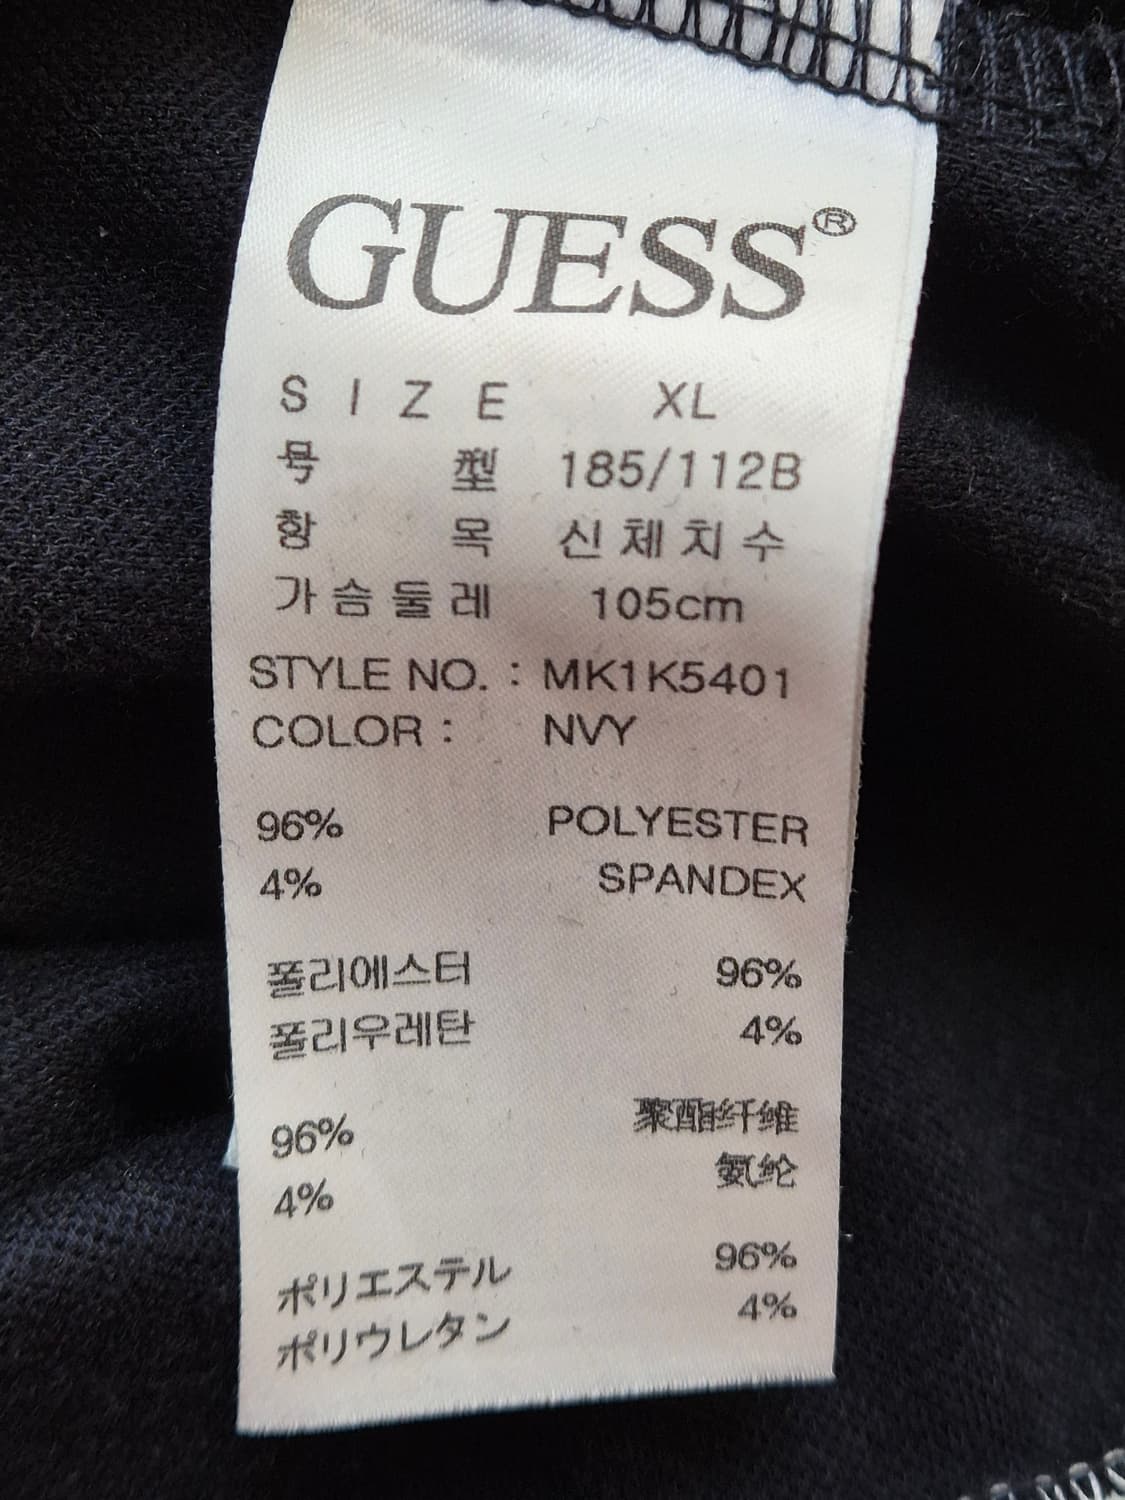 GUESS®
S I Z E XL
号 型 185/112B
항 목 신체치수
가슴둘레 105cm
STYLE NO. : MK1K5401
COLOR : NVY
96% POLYESTER
4% SPANDEX
폴리에스터 96%
폴리우레탄 4%
96% 聚酯纤维
4% 氨纶
ポリエステル 96%
ポリウレタン 4%